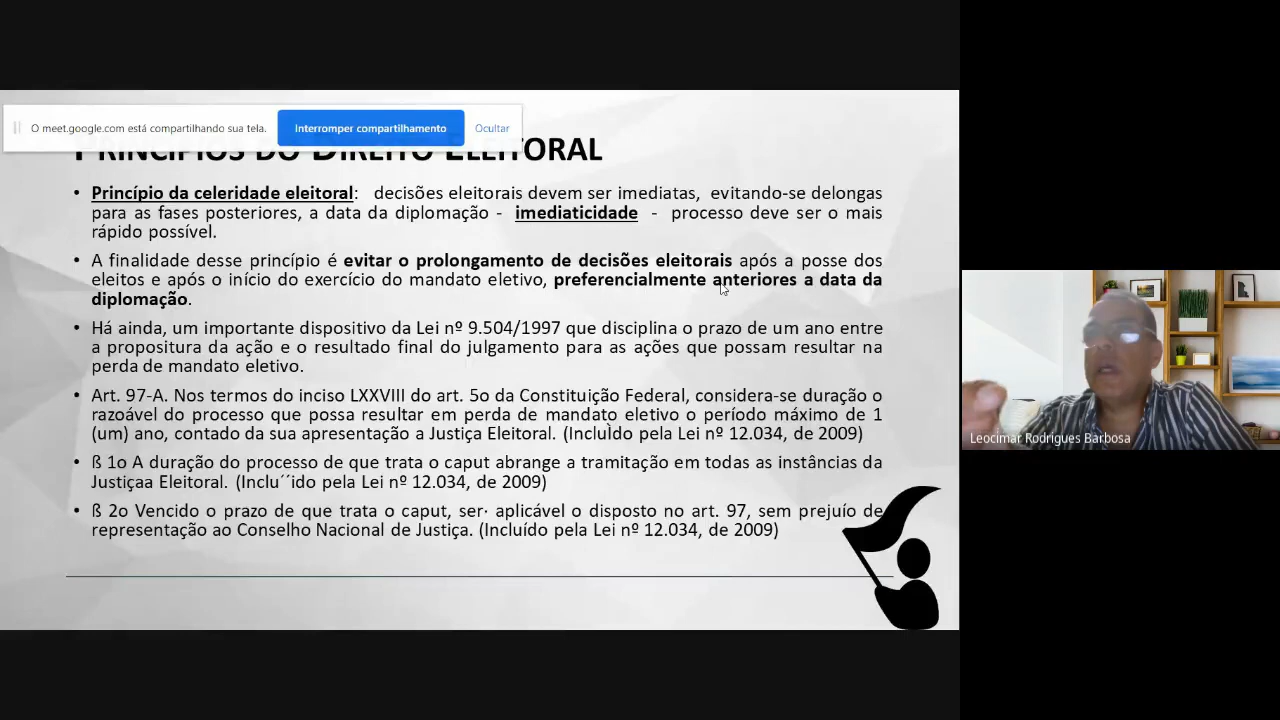 O meet.google.com está compartilhando sua tela.
Interromper compartilhamento
Ocultar
PRINCÍPIOS DO DIREITO ELEITORAL
• Princípio da celeridade eleitoral: decisões eleitorais devem ser imediatas, evitando-se delongas
para as fases posteriores, a data da diplomação - imediaticidade - processo deve ser o mais
rápido possível.
• A finalidade desse princípio é evitar o prolongamento de decisões eleitorais após a posse dos
eleitos e após o início do exercício do mandato eletivo, preferencialmente anteriores a data da
diplomação.
• Há ainda, um importante dispositivo da Lei nº 9.504/1997 que disciplina o prazo de um ano entre
a propositura da ação e o resultado final do julgamento para as ações que possam resultar na
perda de mandato eletivo.
• Art. 97-A. Nos termos do inciso LXXVIII do art. 5o da Constituição Federal, considera-se duração o
razoável do processo que possa resultar em perda de mandato eletivo o período máximo de 1
(um) ano, contado da sua apresentação a Justiça Eleitoral. (IncluÌdo pela Lei nº 12.034, de 2009)
• ß 1o A duração do processo de que trata o caput abrange a tramitação em todas as instâncias da
Justiçaa Eleitoral. (Inclu´´ido pela Lei nº 12.034, de 2009)
• ß 2o Vencido o prazo de que trata o caput, ser· aplicável o disposto no art. 97, sem prejuío de
representação ao Conselho Nacional de Justiça. (Incluído pela Lei nº 12.034, de 2009)
Leocimar Rodrigues Barbosa